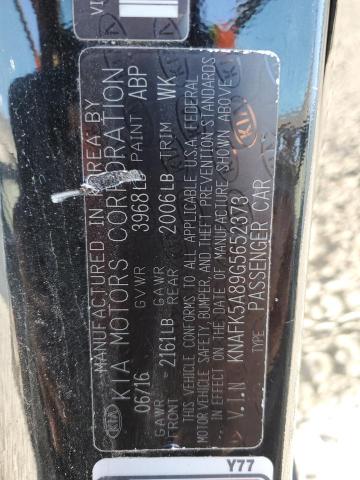 MANUFACTURED IN KOREA BY
KIA KIA MOTORS CORPORATION
06/16 GVWR 3968LB PAINT ABP
GAWR FRONT 2161LB GAWR REAR 2006LB TRIM WK
THIS VEHICLE CONFORMS TO ALL APPLICABLE U.S.A FEDERAL
MOTOR VEHICLE SAFETY, BUMPER, AND THEFT PREVENTION STANDARDS
IN EFFECT ON THE DATE OF MANUFACTURE SHOWN ABOVE.
V.I.N KNAFK5A89G5652373
TYPE PASSENGER CAR
Y77
VI